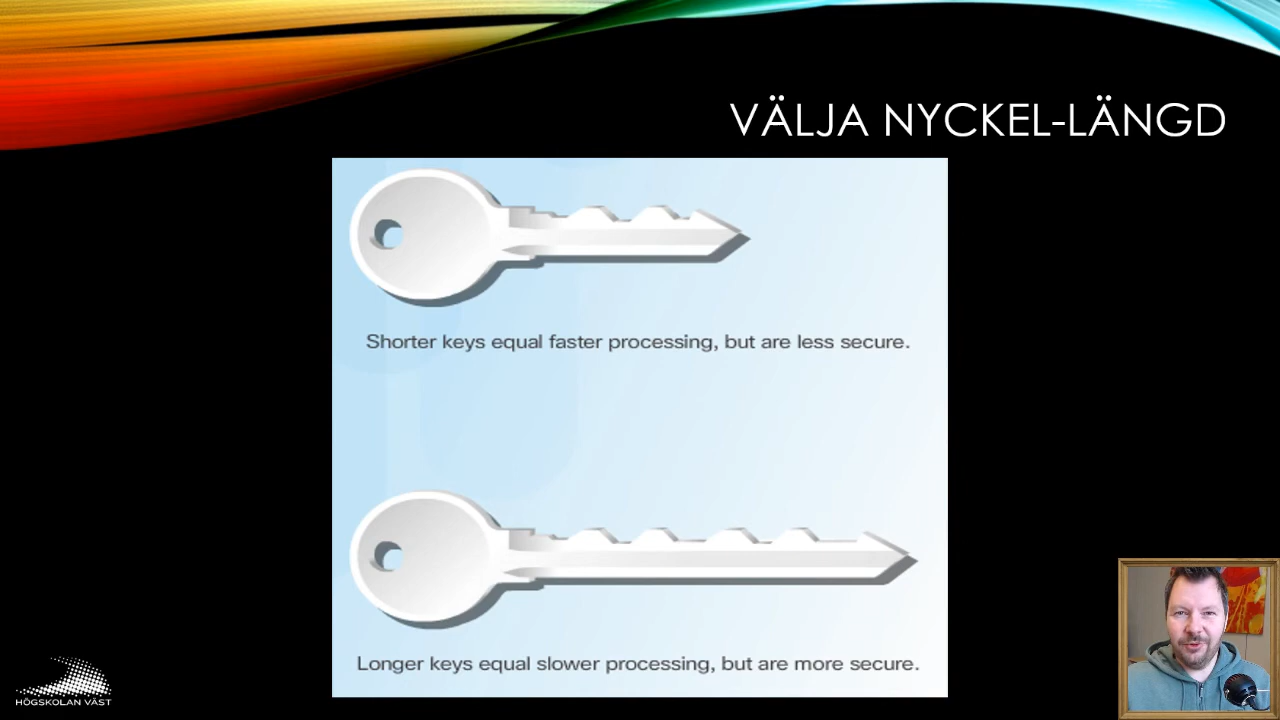 VÄLJA NYCKEL-LÄNGD
Shorter keys equal faster processing, but are less secure.
Longer keys equal slower processing, but are more secure.
HÖGSKOLAN VÄST